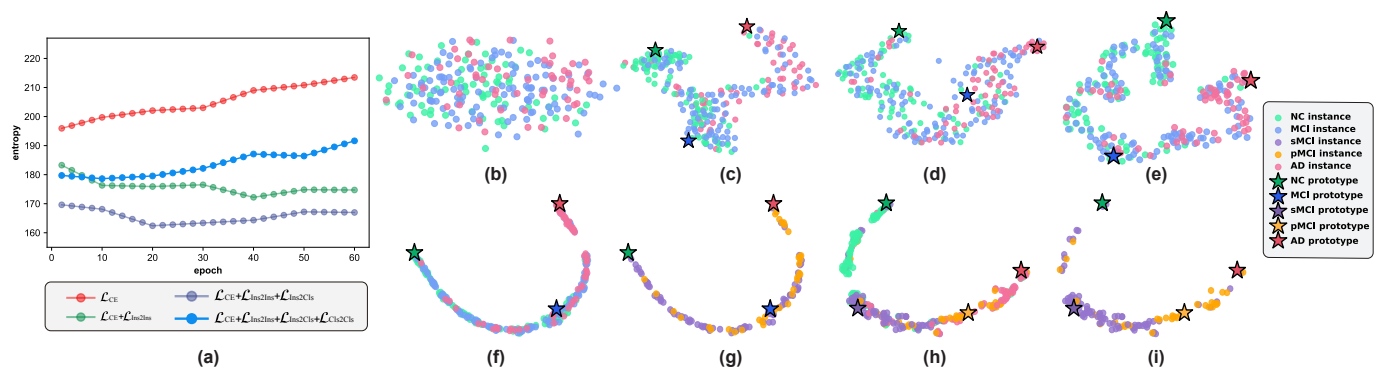 220
210
200
190
180
170
160
entropy
0
10
20
30
40
50
60
epoch
ℒCE
ℒCE+ℒIns2Ins
ℒCE+ℒIns2Ins+ℒIns2Cls
ℒCE+ℒIns2Ins+ℒIns2Cls+ℒCls2Cls
(a)
(b)
(c)
(d)
(e)
(f)
(g)
(h)
(i)
NC instance
MCI instance
sMCI instance
pMCI instance
AD instance
NC prototype
MCI prototype
sMCI prototype
pMCI prototype
AD prototype